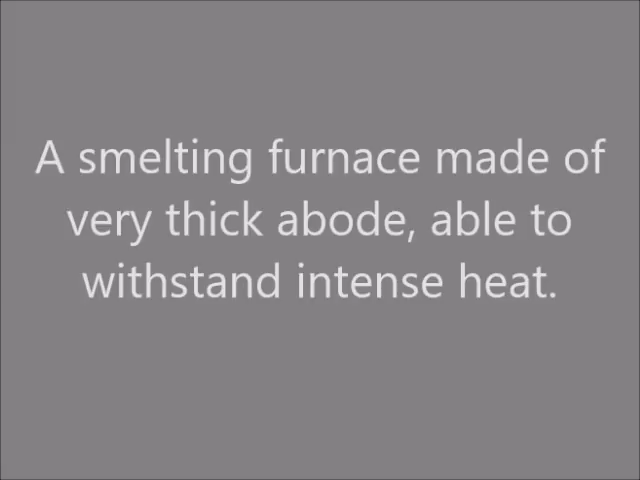 A smelting furnace made of
very thick abode, able to
withstand intense heat.